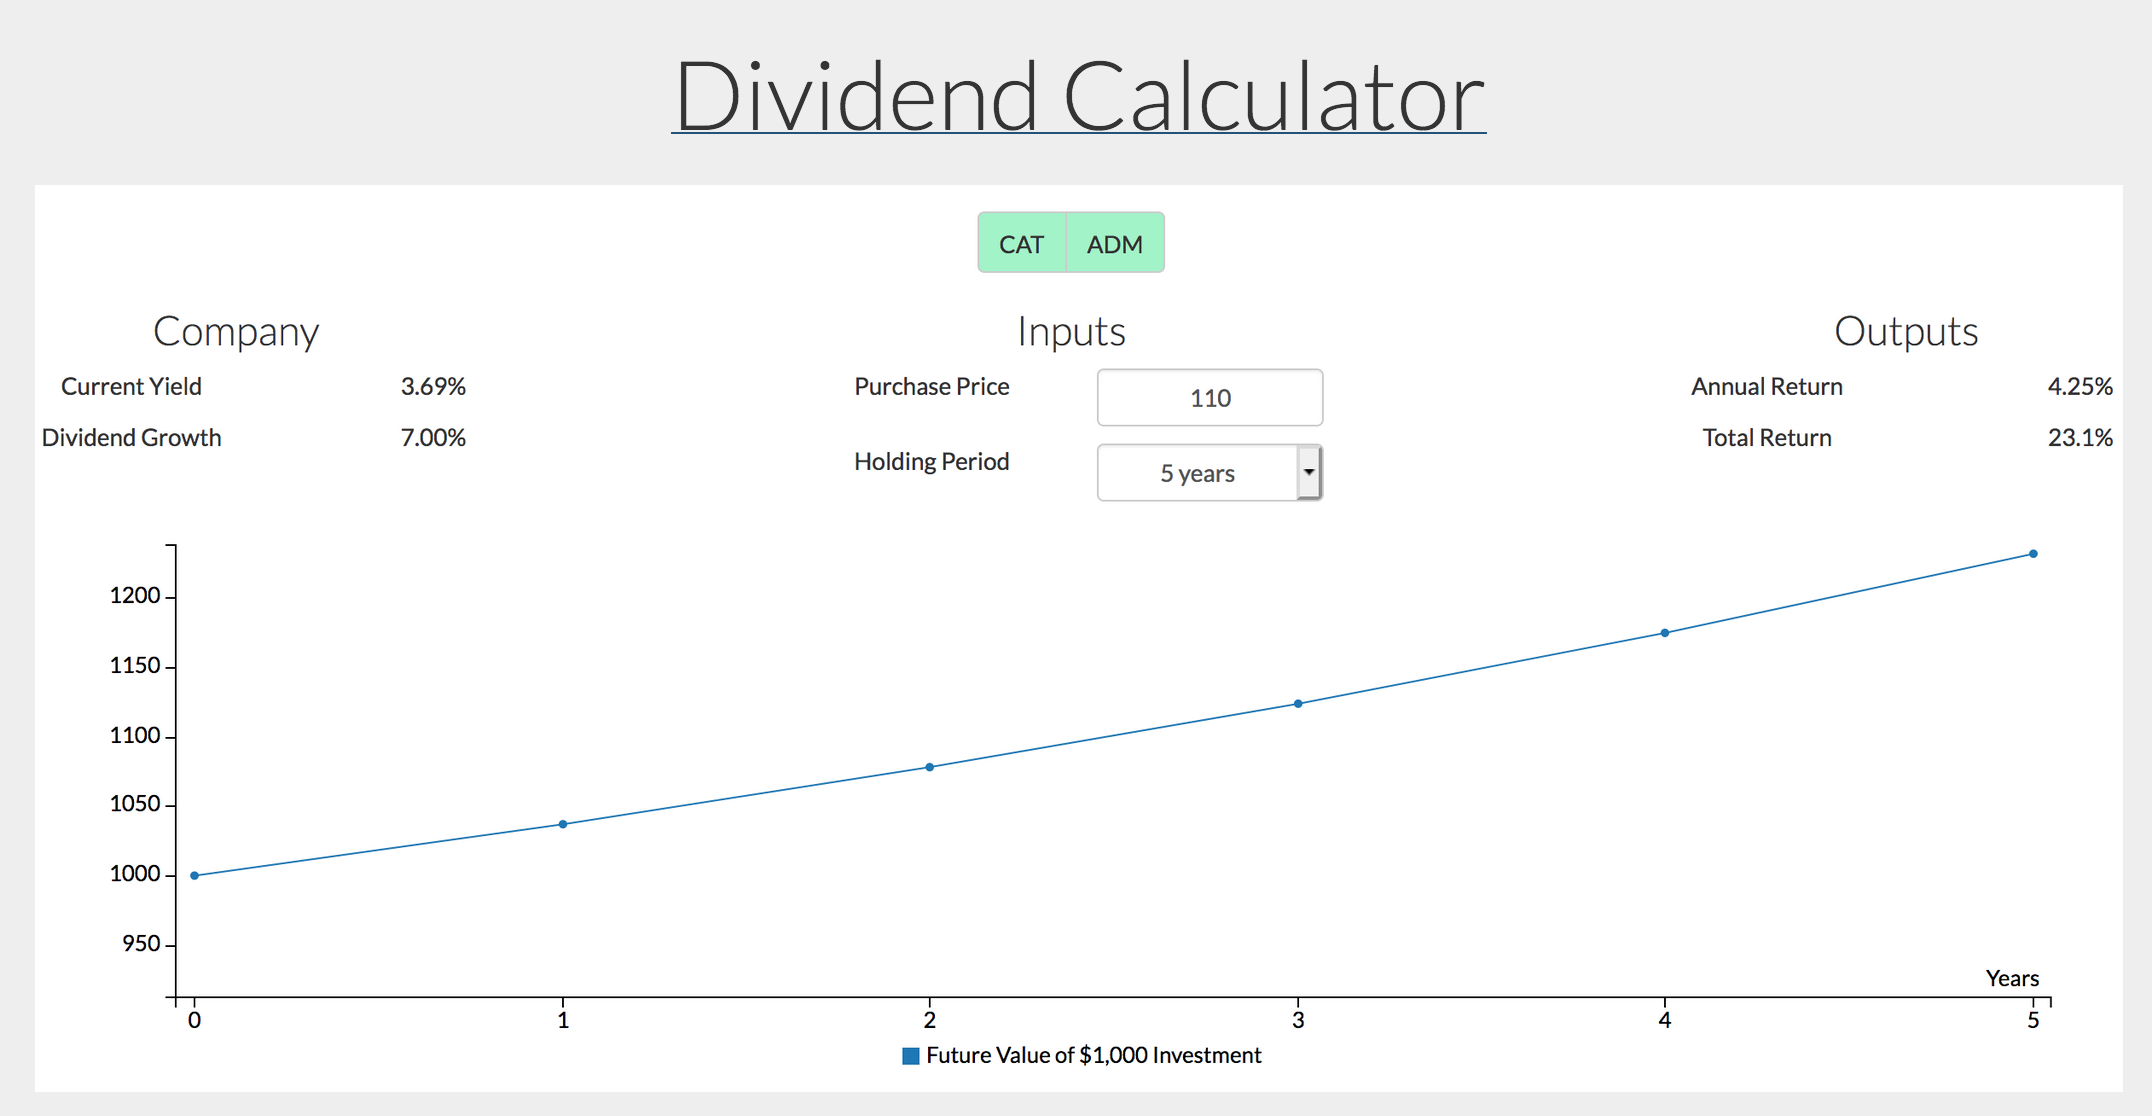 Dividend Calculator
CAT ADM
Company
Current Yield 3.69%
Dividend Growth 7.00%
Inputs
Purchase Price 110
Holding Period 5 years
Outputs
Annual Return 4.25%
Total Return 23.1%
1200
1150
1100
1050
1000
950
Years
0 1 2 3 4 5
Future Value of $1,000 Investment